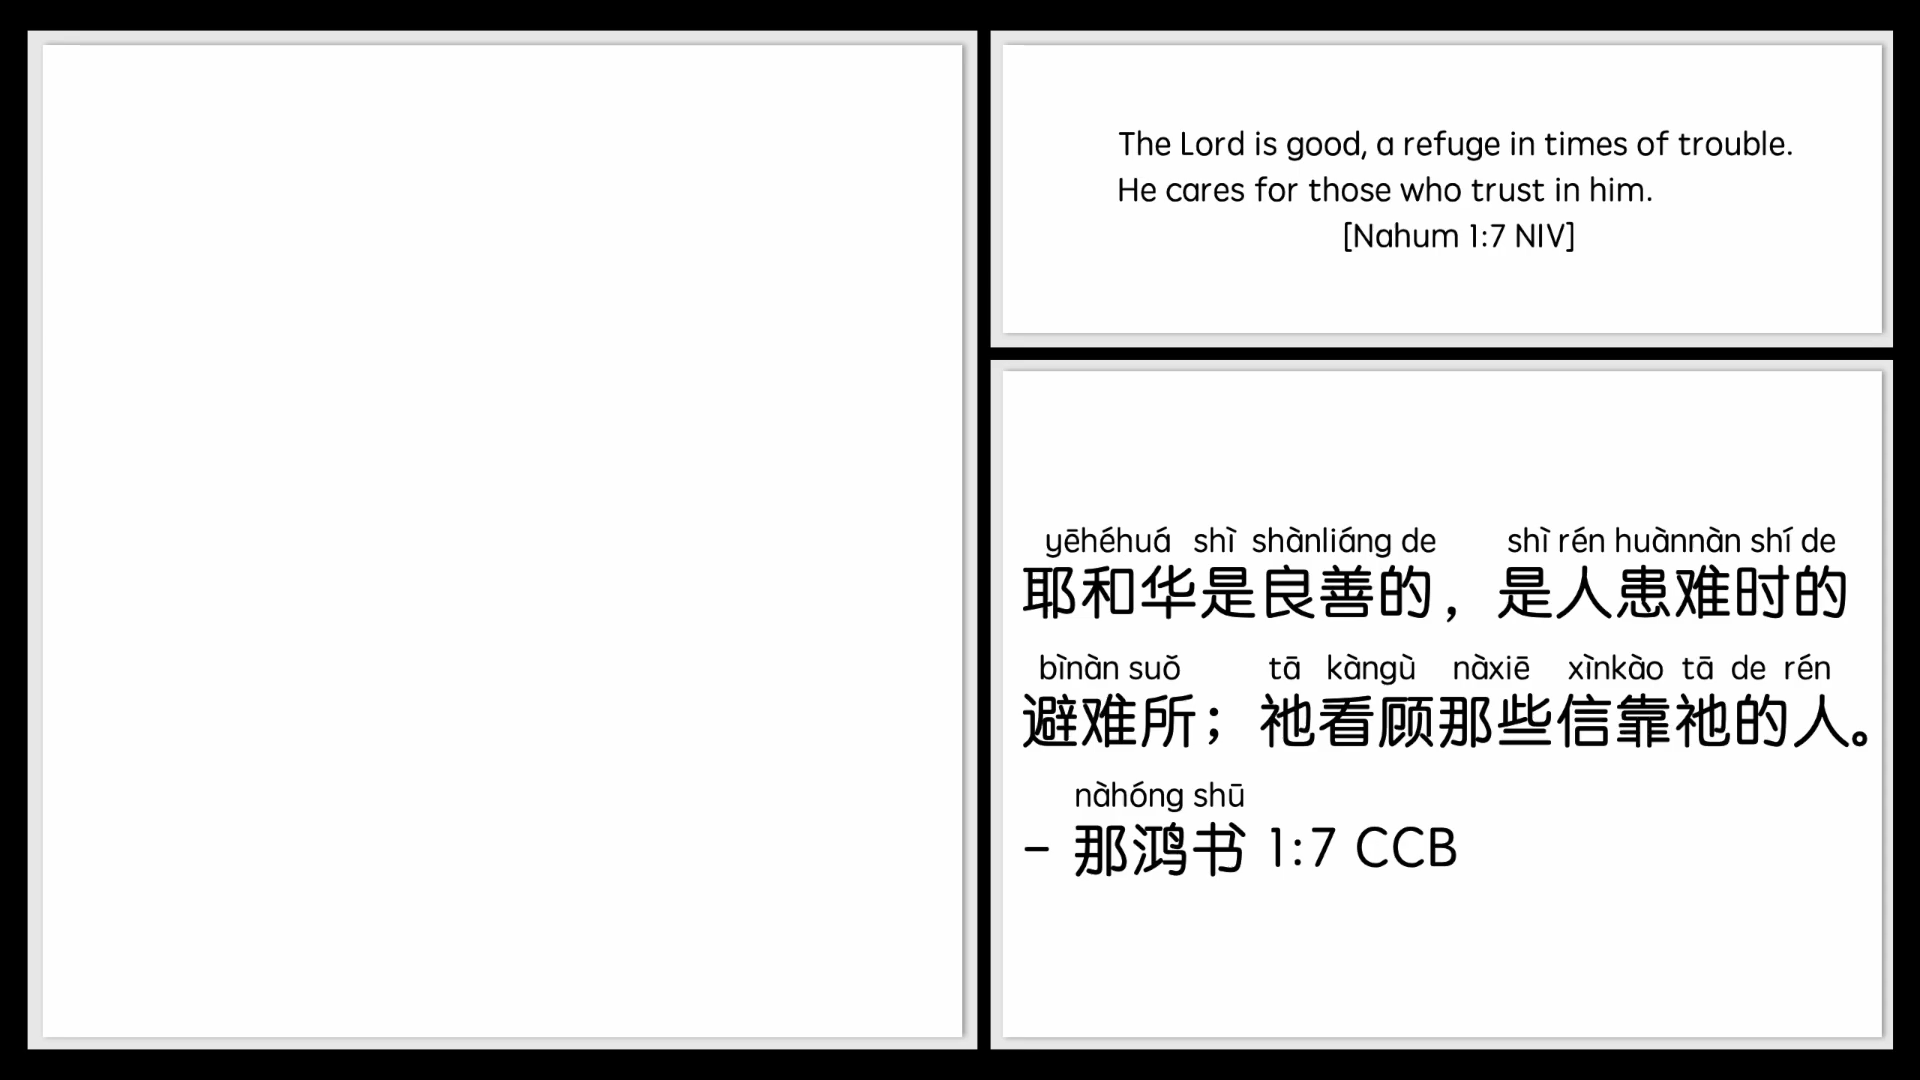 The Lord is good, a refuge in times of trouble.
He cares for those who trust in him.
[Nahum 1:7 NIV]
yēhéhuá shì shànliáng de shì rén huànnàn shí de
耶和华是良善的，是人患难时的
bìnàn suǒ tā kàngù nàxiē xìnkào tā de rén
避难所；祂看顾那些信靠祂的人。
nàhóng shū
- 那鸿书 1:7 CCB